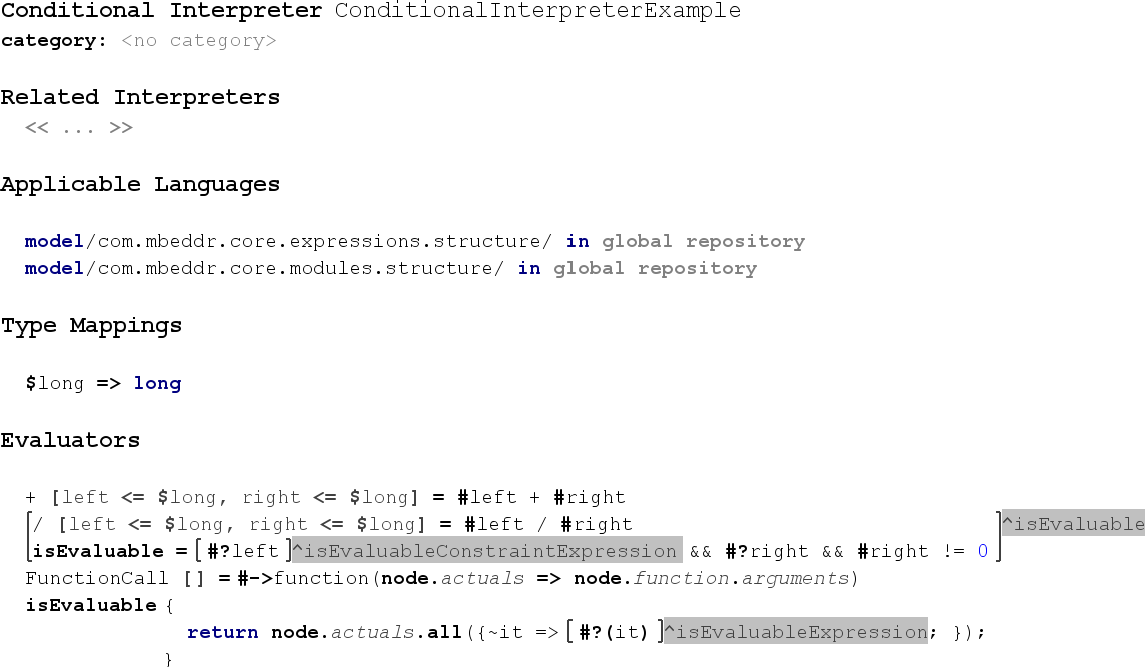 Conditional Interpreter ConditionalInterpreterExample
category: <no category>
Related Interpreters
<< ... >>
Applicable Languages
model/com.mbeddr.core.expressions.structure/ in global repository
model/com.mbeddr.core.modules.structure/ in global repository
Type Mappings
$long => long
Evaluators
+ [left <= $long, right <= $long] = #left + #right
[/ [left <= $long, right <= $long] = #left / #right ]^isEvaluable
isEvaluable = [#?left]^isEvaluableConstraintExpression && #?right && #right != 0
FunctionCall [] = #->function(node.actuals => node.function.arguments)
isEvaluable {
return node.actuals.all({~it => [#?(it)]^isEvaluableExpression; });
}